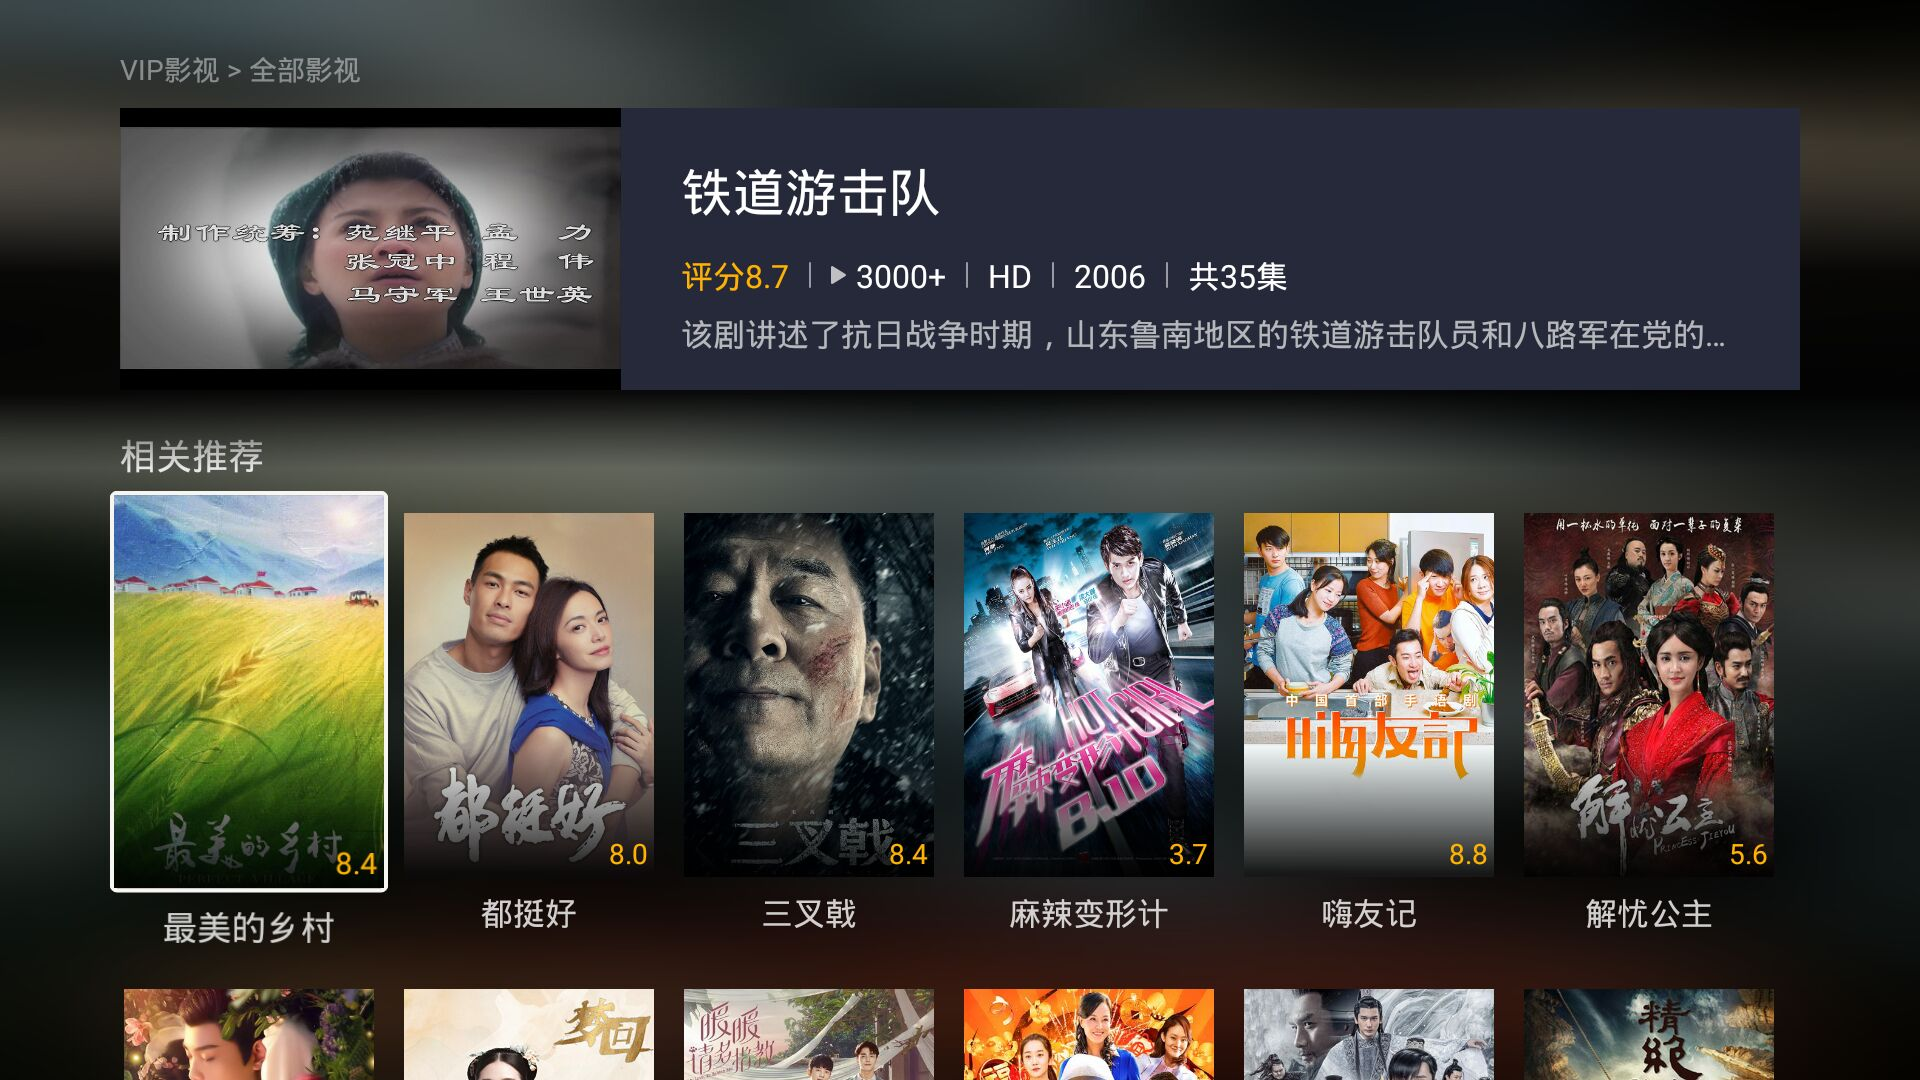 VIP影视 > 全部影视
制作统筹：苑继平 孟 力
张冠中 程 伟
马守军 王世英
铁道游击队
评分8.7 | ▶ 3000+ | HD | 2006 | 共35集
该剧讲述了抗日战争时期，山东鲁南地区的铁道游击队员和八路军在党的...
相关推荐
最美的乡村
PERFECT VILLAGE
8.4
都挺好
8.0
三叉戟
8.4
HOT GIRL
麻辣变形计
8.10
3.7
中国首部手语剧
嗨友記
8.8
用一杯水的单纯 面对一辈子的复杂
解忧公主
PRINCESS JIEYOU
5.6
最美的乡村
都挺好
三叉戟
麻辣变形计
嗨友记
解忧公主
梦回
暖暖
请多指教
精絕